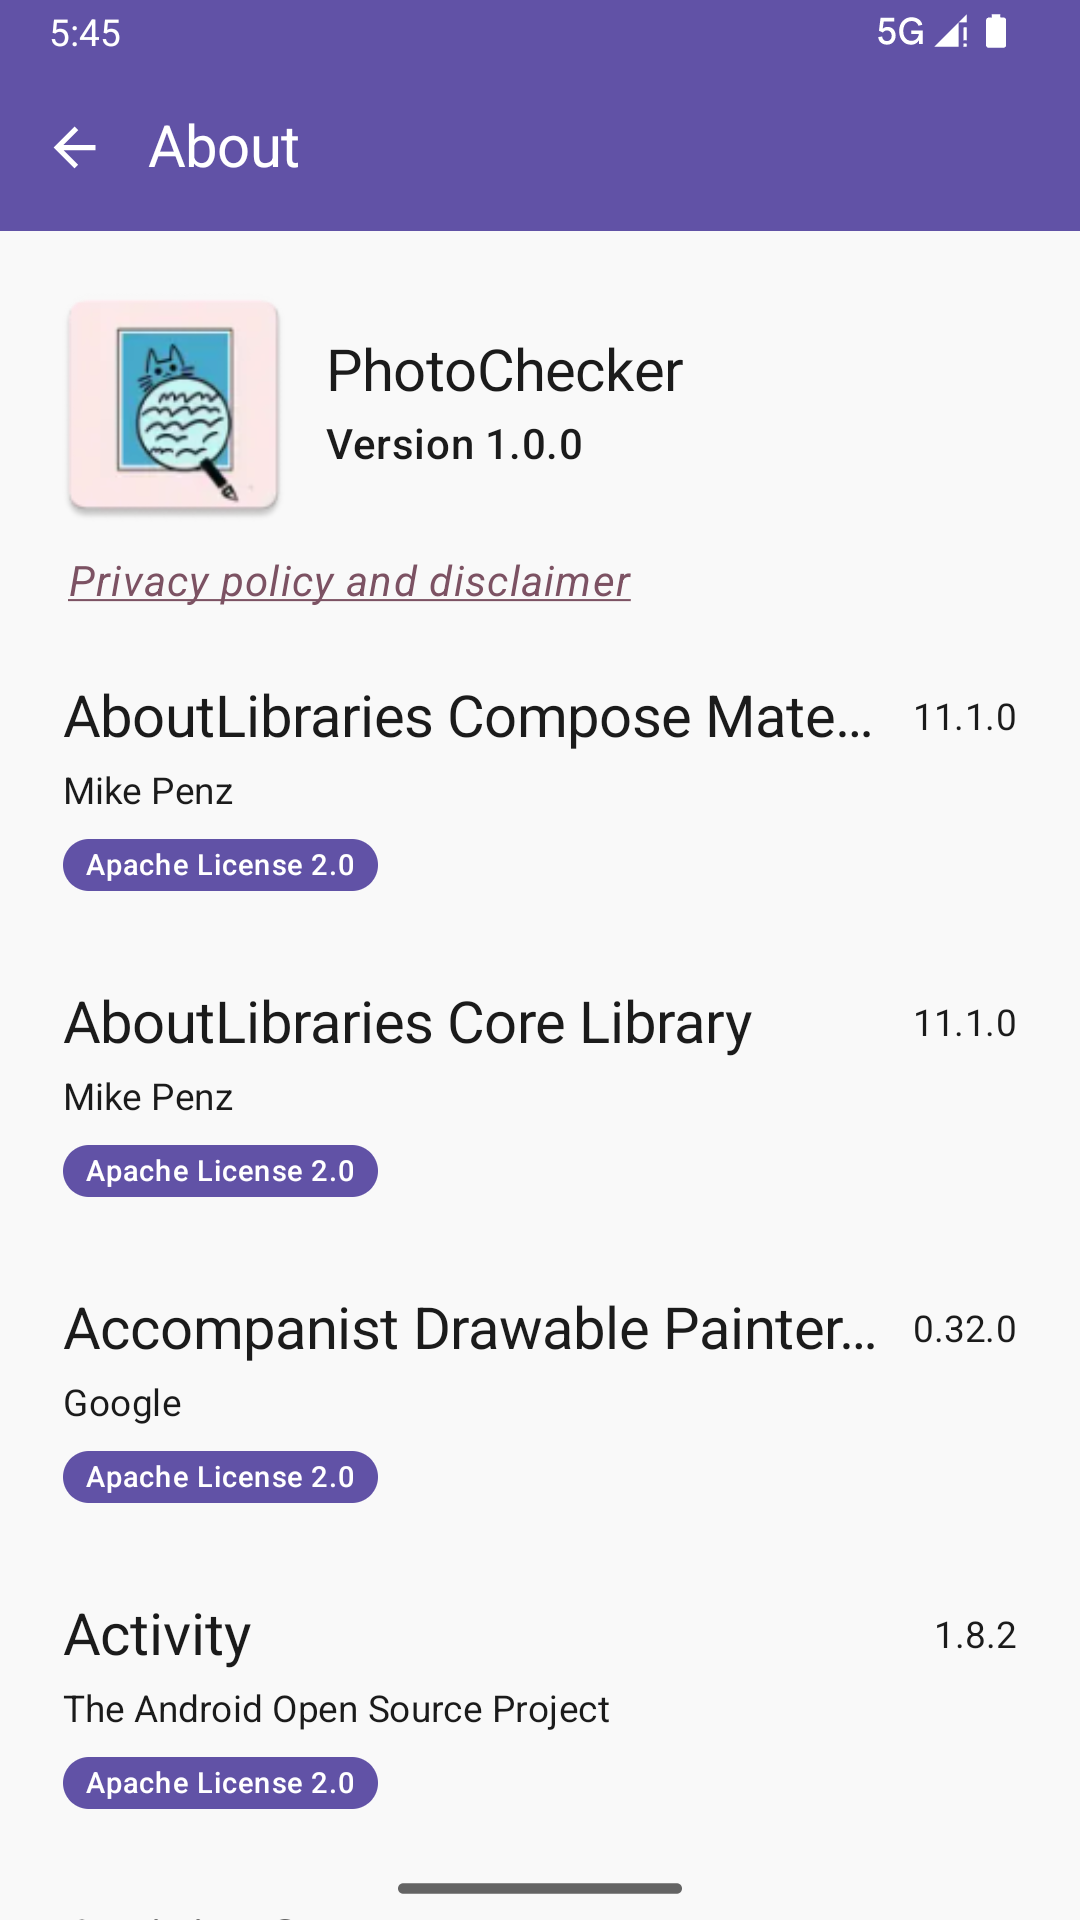 5:45 5G
About
PhotoChecker
Version 1.0.0
Privacy policy and disclaimer
AboutLibraries Compose Mate... 11.1.0
Mike Penz
Apache License 2.0
AboutLibraries Core Library 11.1.0
Mike Penz
Apache License 2.0
Accompanist Drawable Painter... 0.32.0
Google
Apache License 2.0
Activity 1.8.2
The Android Open Source Project
Apache License 2.0